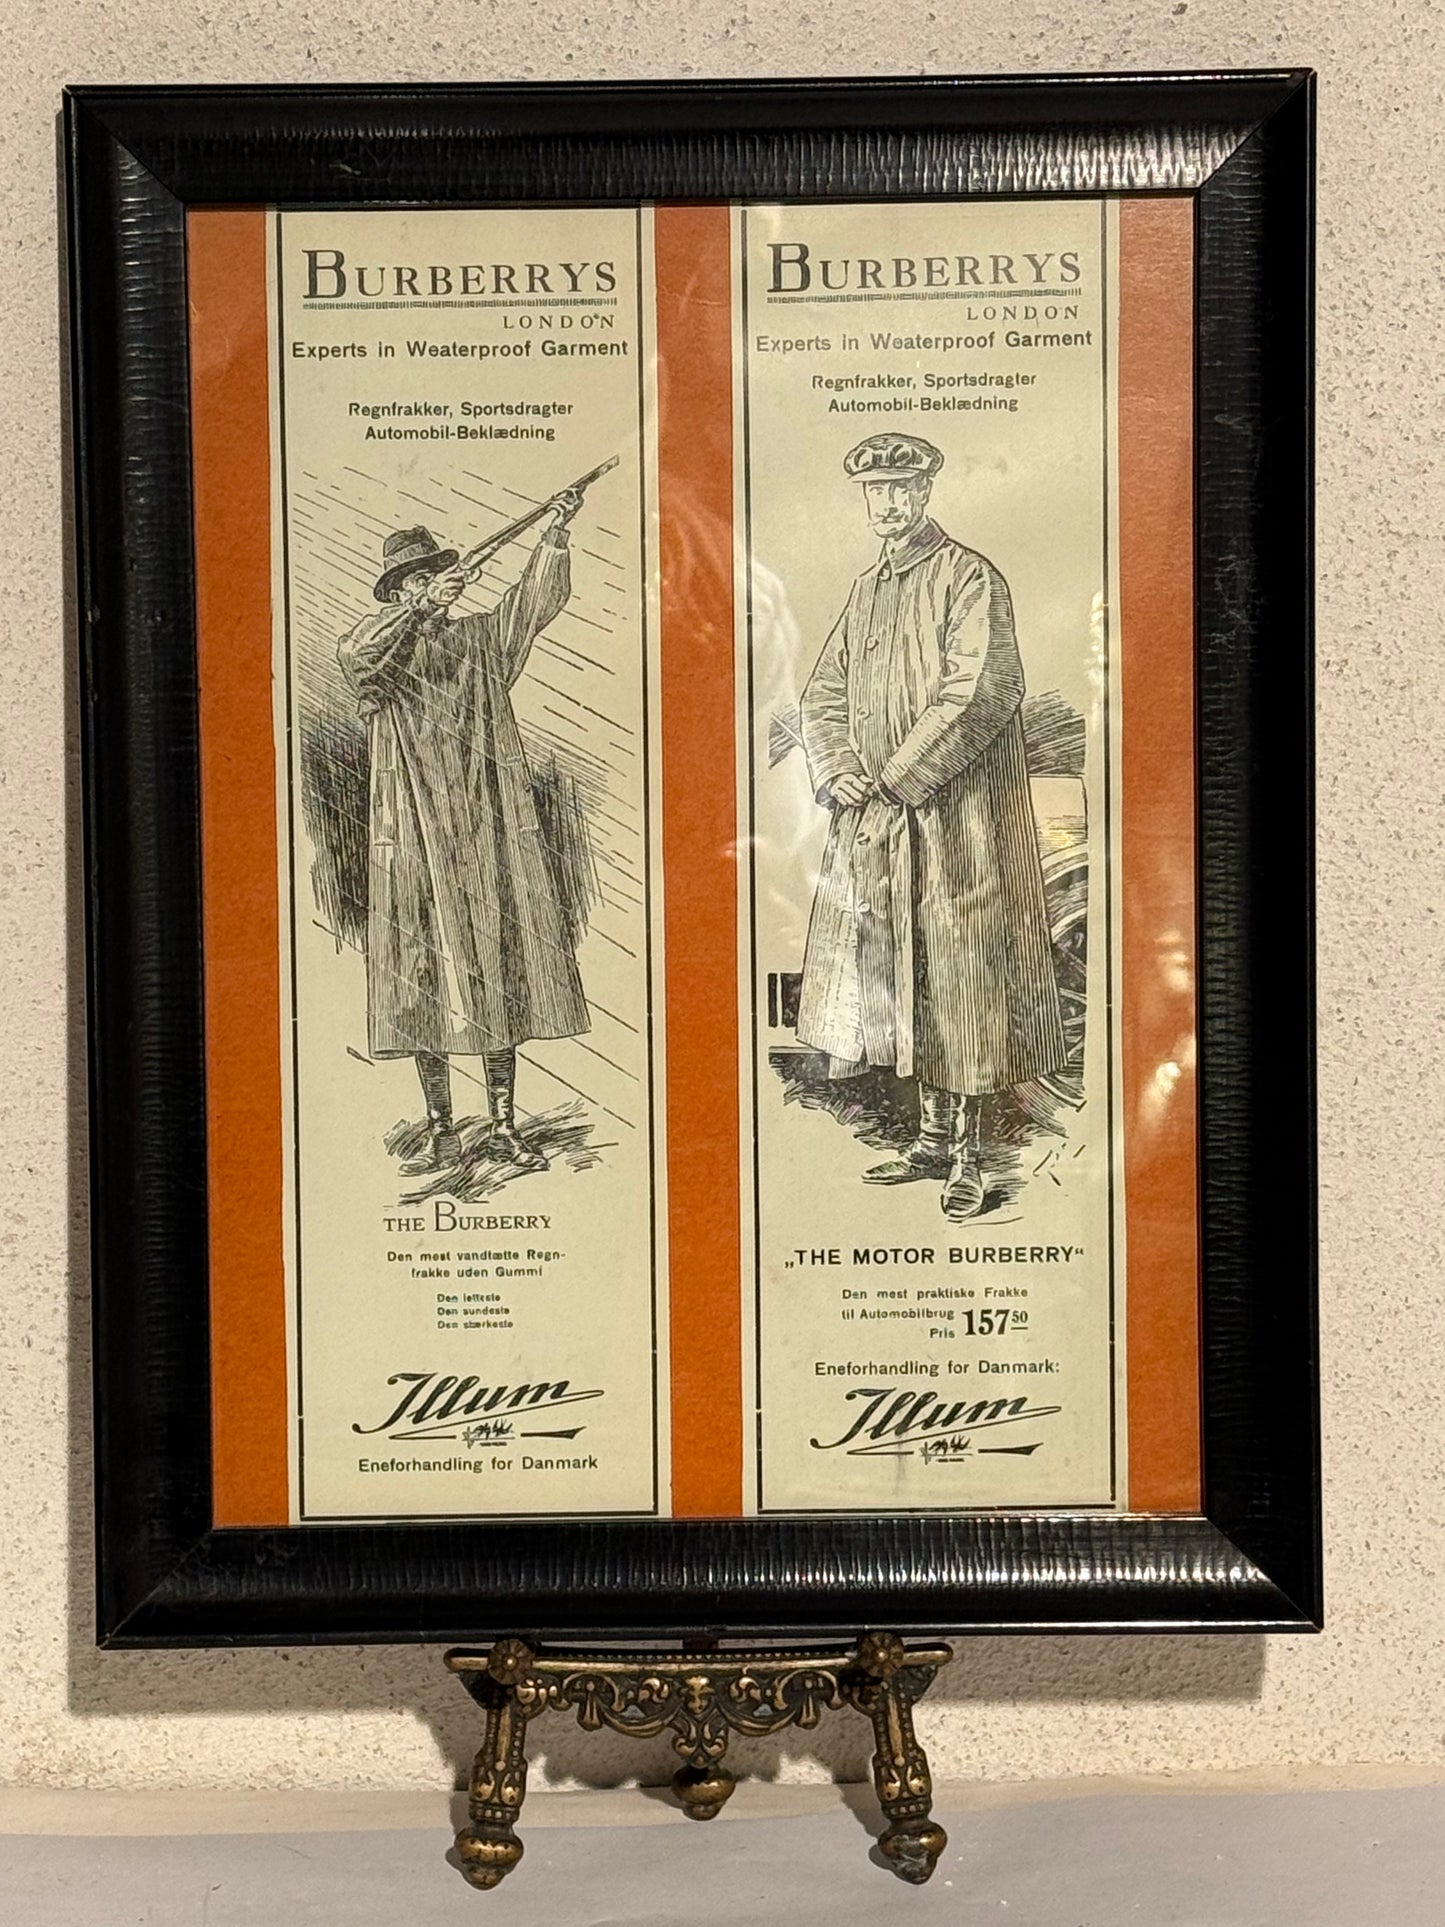 BURBERRYS
LONDON
Experts in Weaterproof Garment
Regnfrakker, Sportsdragter
Automobil-Beklædning
THE BURBERRY
Den mest vandtætte Regn-
frakke uden Gummi
Den letteste
Den sundeste
Den stærkeste
Illum
Eneforhandling for Danmark
BURBERRYS
LONDON
Experts in Weaterproof Garment
Regnfrakker, Sportsdragter
Automobil-Beklædning
„THE MOTOR BURBERRY“
Den mest praktiske Frakke
til Automobilbrug
Pris 157 50
Eneforhandling for Danmark:
Illum